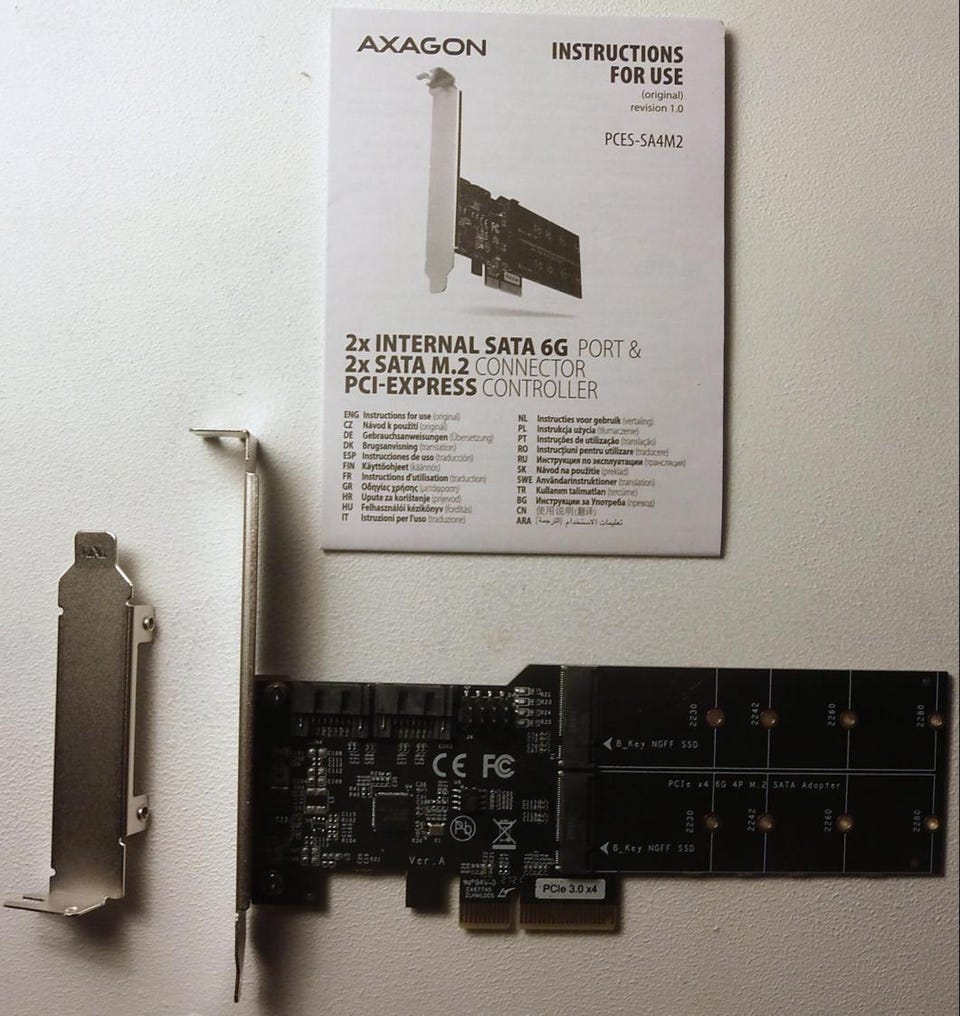 AXAGON
INSTRUCTIONS
FOR USE
(original)
revision 1.0
PCES-SA4M2
2x INTERNAL SATA 6G PORT &
2x SATA M.2 CONNECTOR
PCI-EXPRESS CONTROLLER
ENG Instructions for use (original)
CZ Návod k použití (original)
DE Gebrauchsanweisungen (Übersetzung)
DK Brugsanvisning (translation)
ESP Instrucciones de uso (traducción)
FIN Käyttöohjeet (käännös)
FR Instructions d'utilisation (traduction)
GR Οδηγίες χρήσης (μετάφραση)
HR Upute za korištenje (prijevod)
HU Felhasználói kézikönyv (fordítás)
IT Istruzioni per l'uso (traduzione)
NL Instructies voor gebruik (vertaling)
PL Instrukcja użycia (tłumaczenie)
PT Instruções de utilização (tradução)
RO Instrucțiuni pentru utilizare (traducere)
RU Инструкция по эксплуатации (трансляция)
SK Návod na použitie (preklad)
SWE Användarinstruktioner (translation)
TR Kullanım talimatları (tercüme)
BG Инструкции за Употреба (превод)
CN 使用说明 (翻译)
ARA تعليمات الاستخدام (الترجمة)
CE FC
Pb
Ver.A
PCIe 3.0 x4
2230 2242 2260 2280
B_Key NGFF SSD
PCIe x4 6G 4P M.2 SATA Adapter
2230 2242 2260 2280
B_Key NGFF SSD